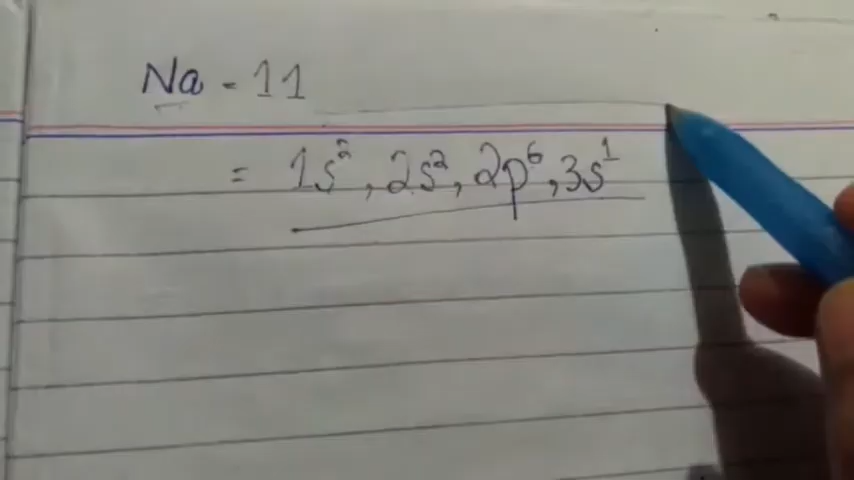 Na - 11
= 1s², 2s², 2p⁶, 3s¹